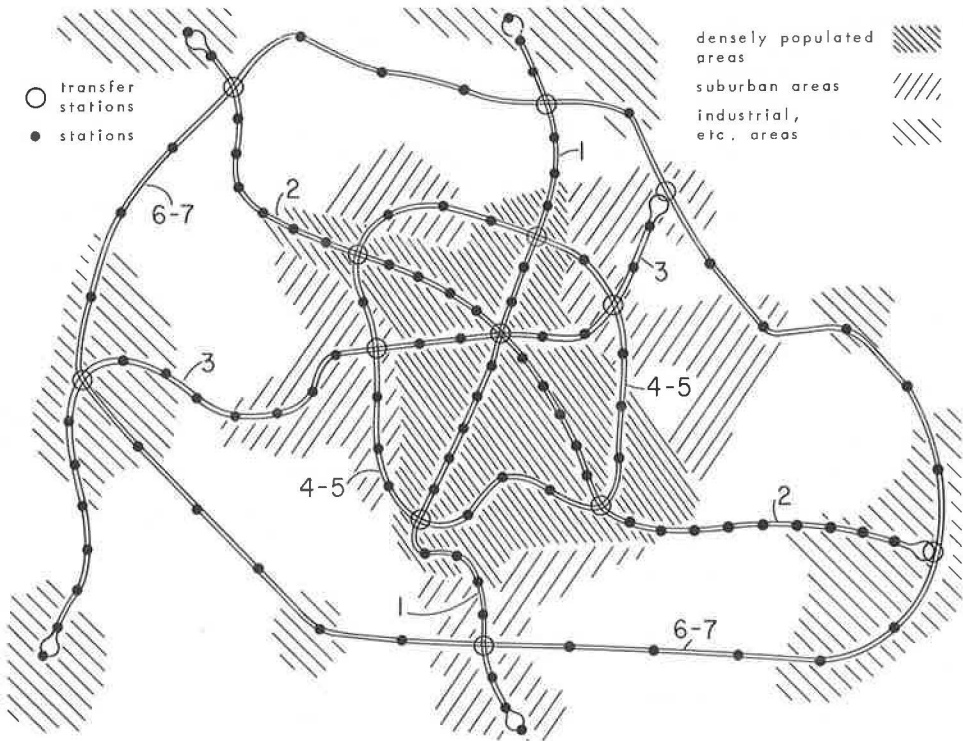 transfer
stations
stations
densely populated
areas
suburban areas
industrial,
etc. areas
1
2
6-7
3
3
4-5
4-5
2
1
6-7